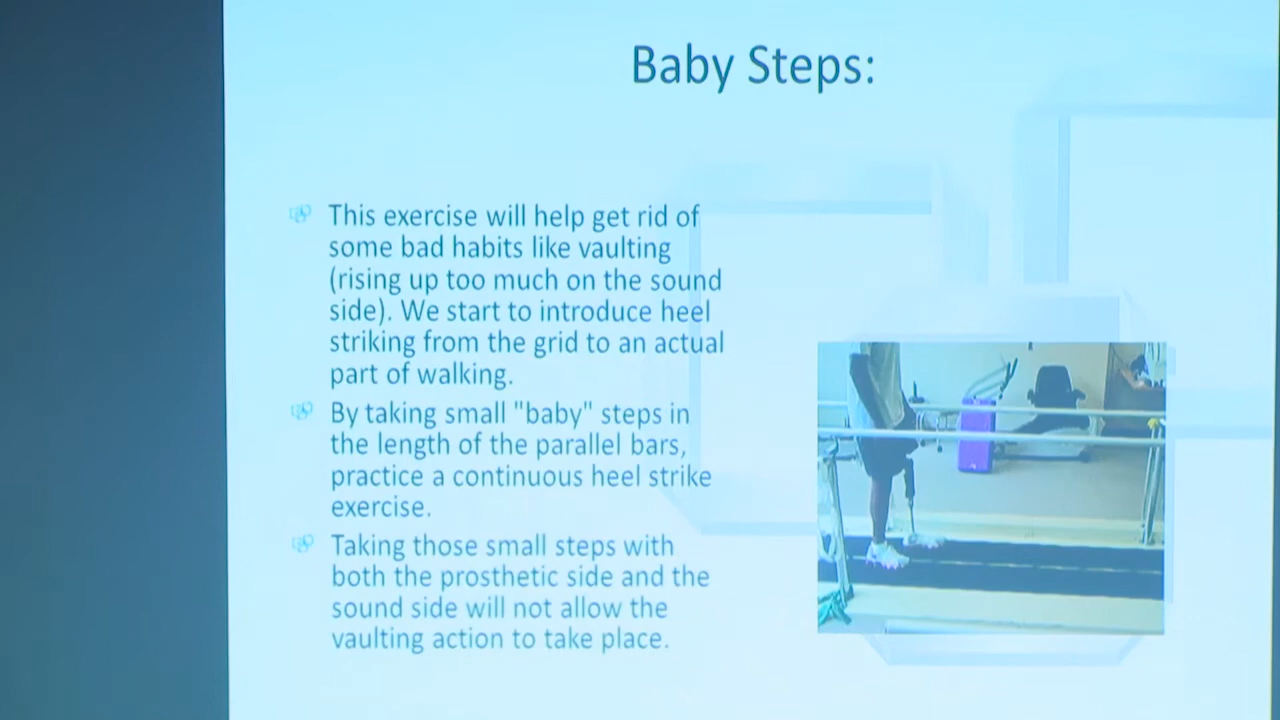 Baby Steps:
This exercise will help get rid of
some bad habits like vaulting
(rising up too much on the sound
side). We start to introduce heel
striking from the grid to an actual
part of walking.
By taking small "baby" steps in
the length of the parallel bars,
practice a continuous heel strike
exercise.
Taking those small steps with
both the prosthetic side and the
sound side will not allow the
vaulting action to take place.